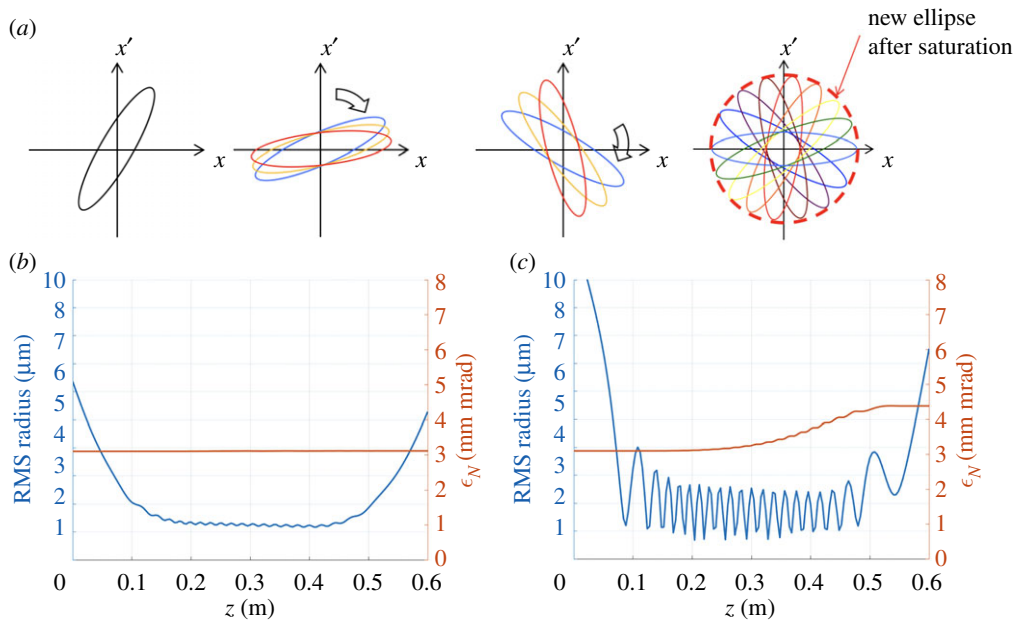 (a)
x′
x
x′
x
x′
x
x′
x
new ellipse
after saturation
(b)
RMS radius (μm)
10
8
7
6
5
4
3
2
1
8
7
6
5
4
3
2
1
0
ϵN (mm mrad)
0 0.1 0.2 0.3 0.4 0.5 0.6
z (m)
(c)
RMS radius (μm)
10
8
7
6
5
4
3
2
1
8
7
6
5
4
3
2
1
0
ϵN (mm mrad)
0 0.1 0.2 0.3 0.4 0.5 0.6
z (m)